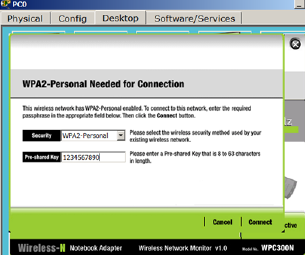 PC0
Physical Config Desktop Software/Services
WPA2-Personal Needed for Connection
This wireless network has WPA2-Personal enabled. To connect to this network, enter the required
passphrase in the appropriate field below. Then click the Connect button.
Security WPA2-Personal Please select the wireless security method used by your
existing wireless network.
Pre-shared Key 1234567890 Please enter a Pre-shared Key that is 8 to 63 characters
in length.
Cancel Connect
Wireless-N Notebook Adapter Wireless Network Monitor v1.0 Model No. WPC300N